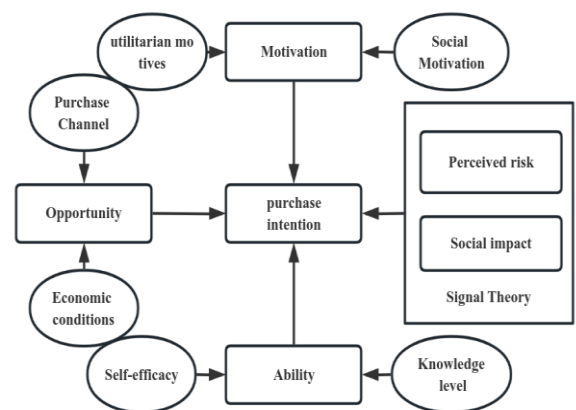 utilitarian mo
tives
Motivation
Social
Motivation
Purchase
Channel
Perceived risk
Opportunity
purchase
intention
Social impact
Signal Theory
Economic
conditions
Self-efficacy
Ability
Knowledge
level